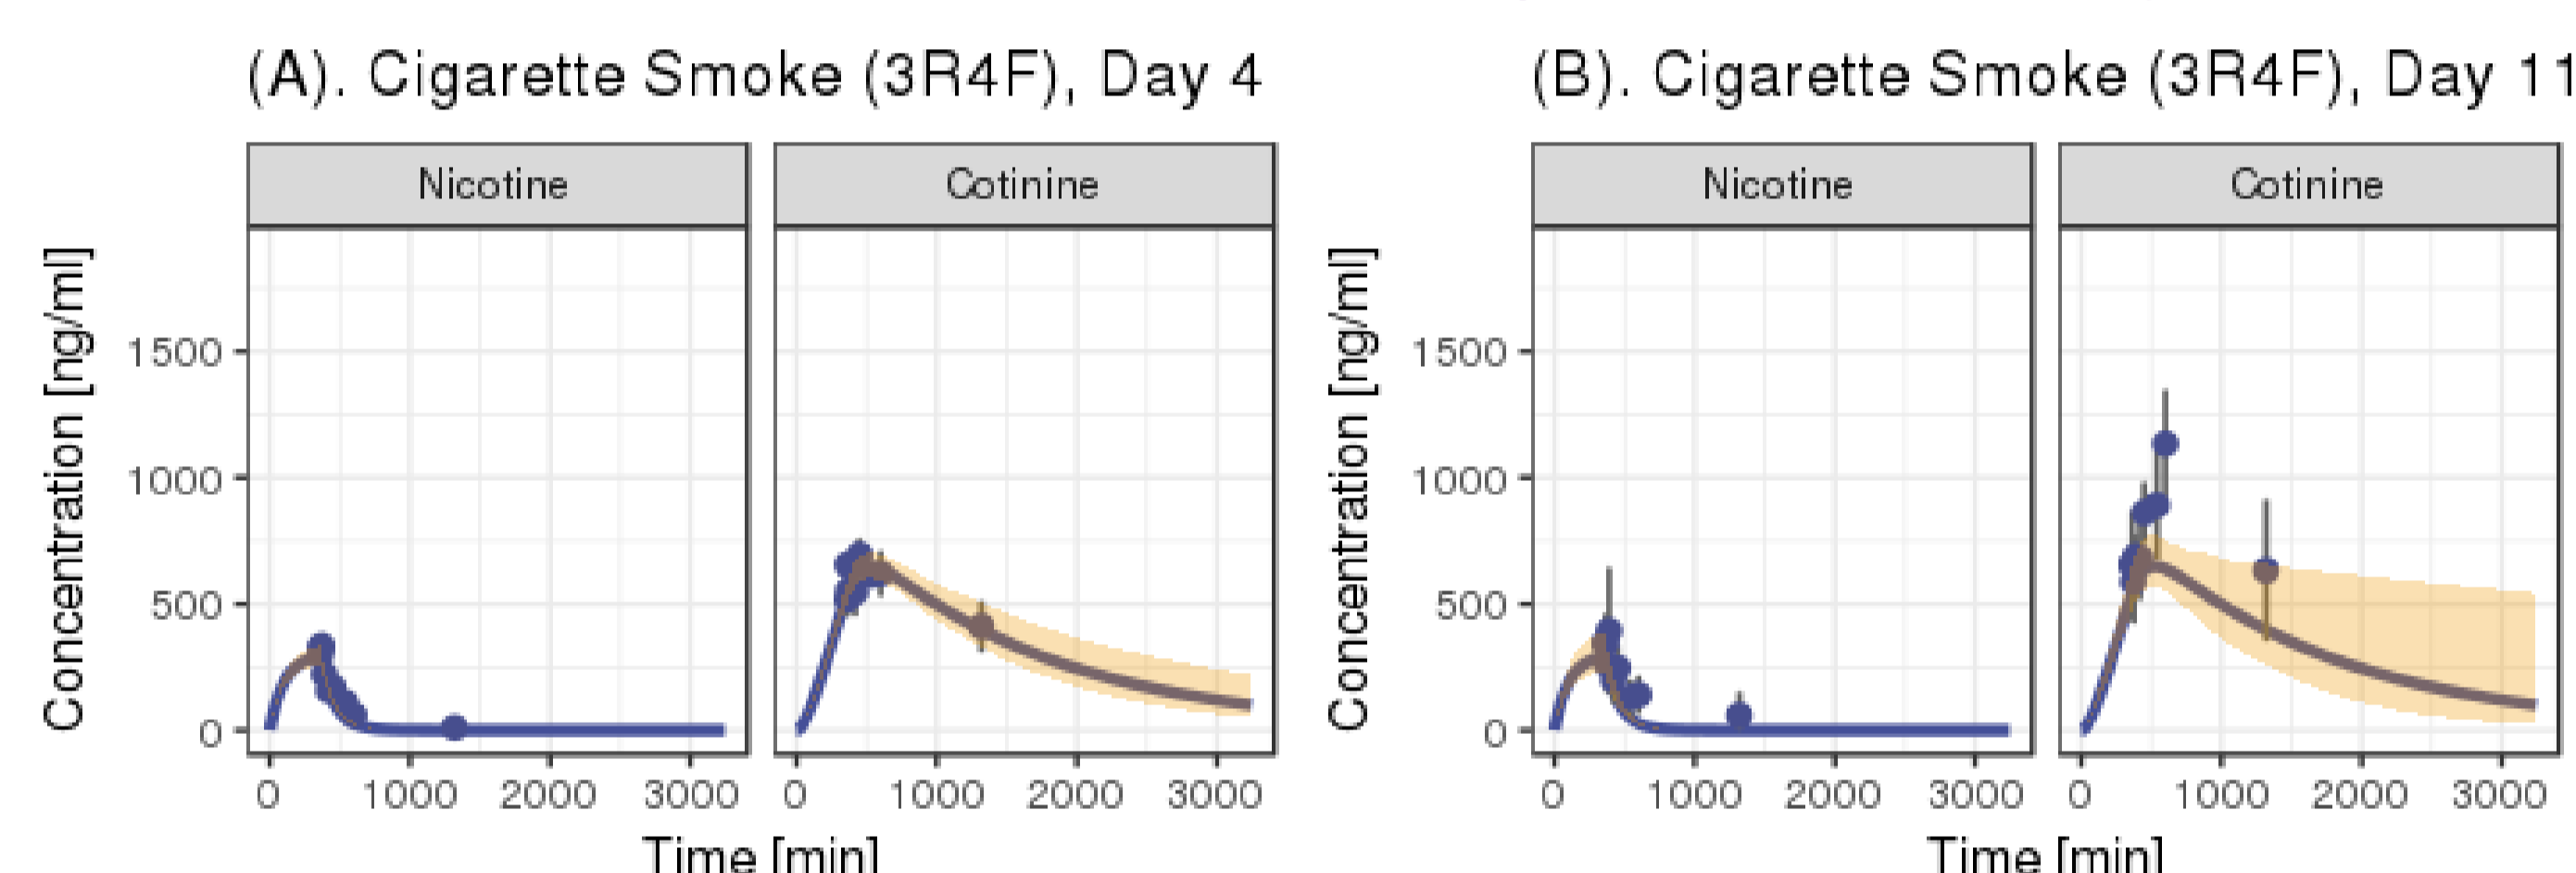 (A). Cigarette Smoke (3R4F), Day 4
Nicotine
Cotinine
Concentration [ng/ml]
1500
1000
500
0
0 1000 2000 3000
0 1000 2000 3000
Time [min]
(B). Cigarette Smoke (3R4F), Day 11
Nicotine
Cotinine
Concentration [ng/ml]
1500
1000
500
0
0 1000 2000 3000
0 1000 2000 3000
Time [min]